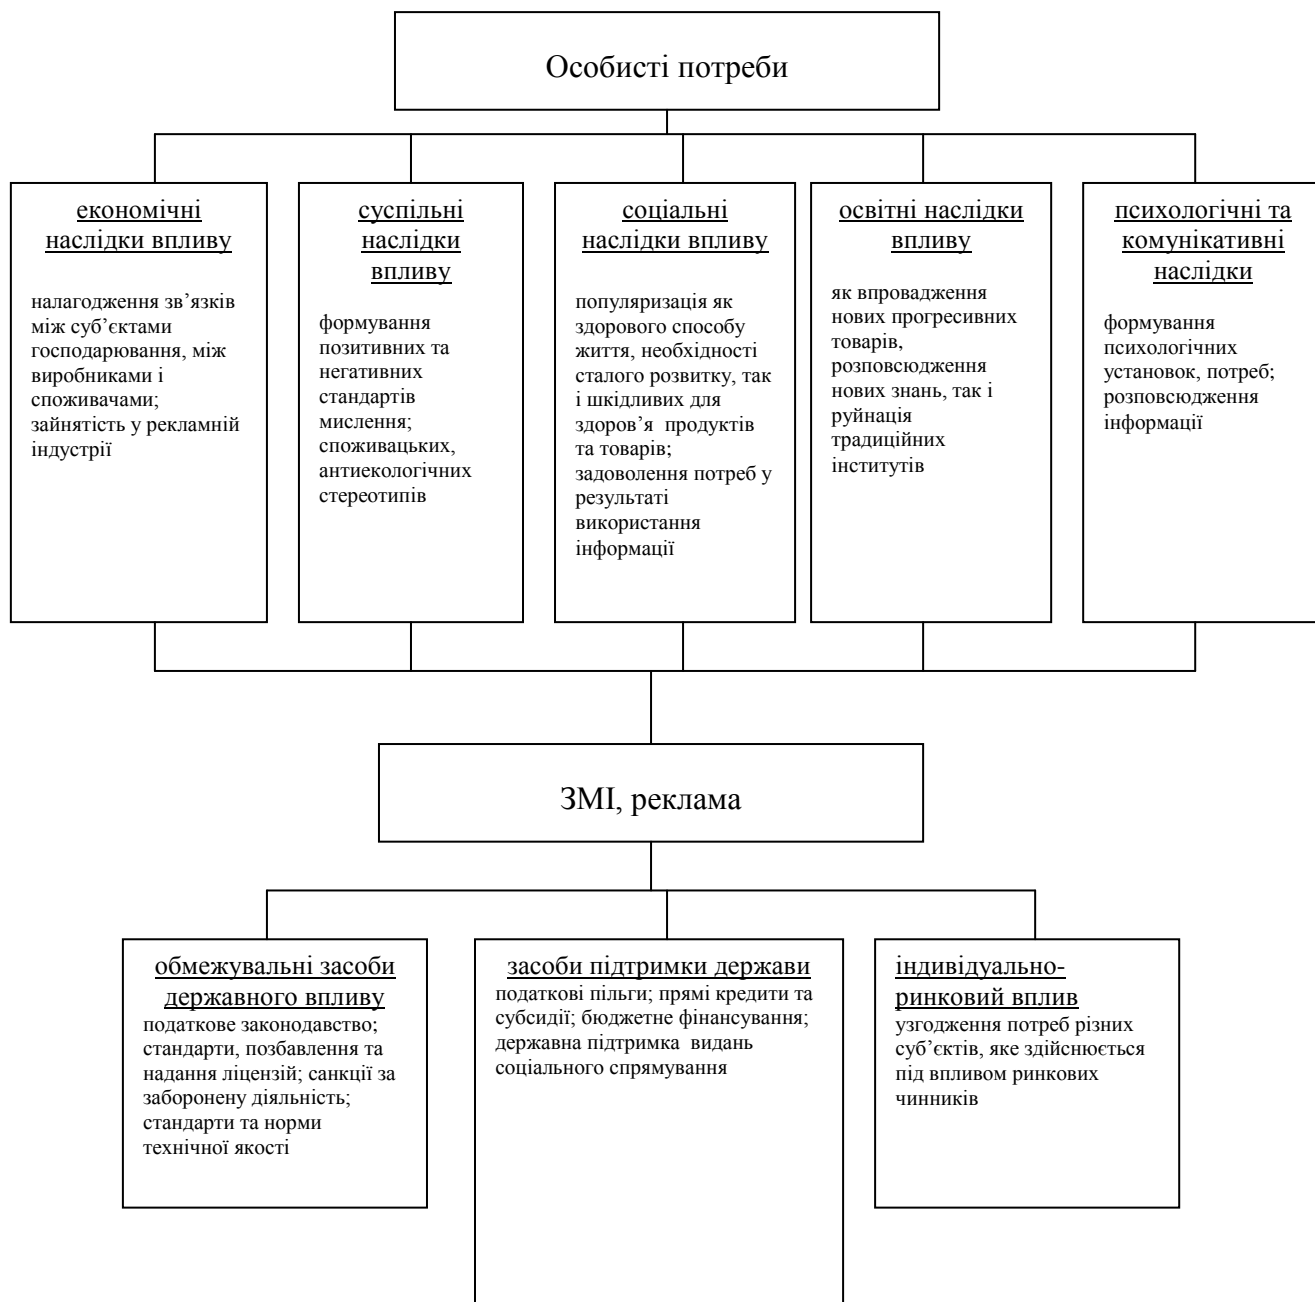 Особисті потреби
економічні
наслідки впливу
налагодження зв’язків
між суб’єктами
господарювання, між
виробниками і
споживачами;
зайнятість у рекламній
індустрії
суспільні
наслідки
впливу
формування
позитивних та
негативних
стандартів
мислення;
споживацьких,
антиекологічних
стереотипів
соціальні
наслідки впливу
популяризація як
здорового способу
життя, необхідності
сталого розвитку, так
і шкідливих для
здоров’я продуктів
та товарів;
задоволення потреб у
результаті
використання
інформації
освітні наслідки
впливу
як впровадження
нових прогресивних
товарів,
розповсюдження
нових знань, так і
руйнація
традиційних
інститутів
психологічні та
комунікативні
наслідки
формування
психологічних
установок, потреб;
розповсюдження
інформації
ЗМІ, реклама
обмежувальні засоби
державного впливу
податкове законодавство;
стандарти, позбавлення та
надання ліцензій; санкції за
заборонену діяльність;
стандарти та норми
технічної якості
засоби підтримки держави
податкові пільги; прямі кредити та
субсидії; бюджетне фінансування;
державна підтримка видань
соціального спрямування
індивідуально-
ринковий вплив
узгодження потреб різних
суб’єктів, яке здійснюється
під впливом ринкових
чинників